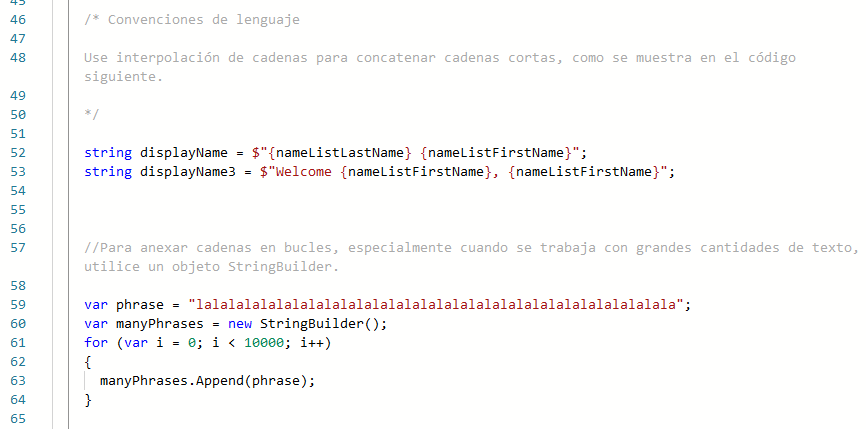 45
46 /* Convenciones de lenguaje
47
48 Use interpolación de cadenas para concatenar cadenas cortas, como se muestra en el código
siguiente.
49
50 */
51
52 string displayName = $"{nameListLastName} {nameListFirstName}";
53 string displayName3 = $"Welcome {nameListFirstName}, {nameListFirstName}";
54
55
56
57 //Para anexar cadenas en bucles, especialmente cuando se trabaja con grandes cantidades de texto,
utilice un objeto StringBuilder.
58
59 var phrase = "lalalalalalalalalalalalalalalalalalalalalalalalalalalalalala";
60 var manyPhrases = new StringBuilder();
61 for (var i = 0; i < 10000; i++)
62 {
63 manyPhrases.Append(phrase);
64 }
65